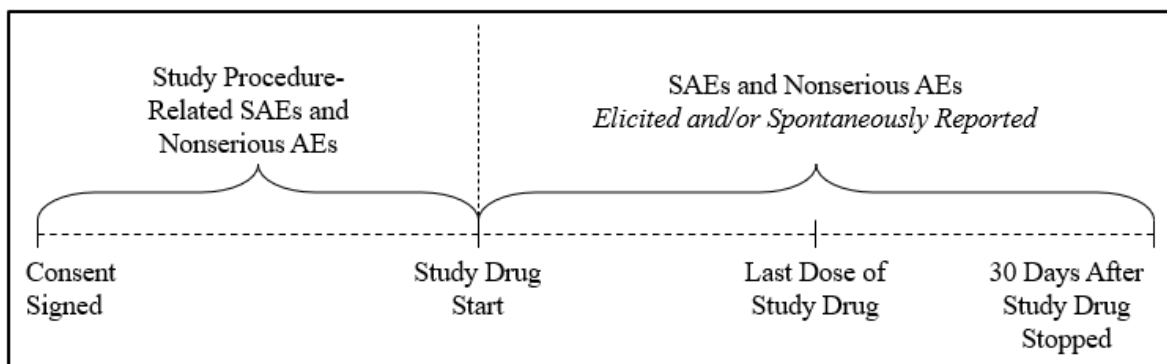 Study Procedure-
Related SAEs and
Nonserious AEs
SAEs and Nonserious AEs
Elicited and/or Spontaneously Reported
Consent
Signed
Study Drug
Start
Last Dose of
Study Drug
30 Days After
Study Drug
Stopped